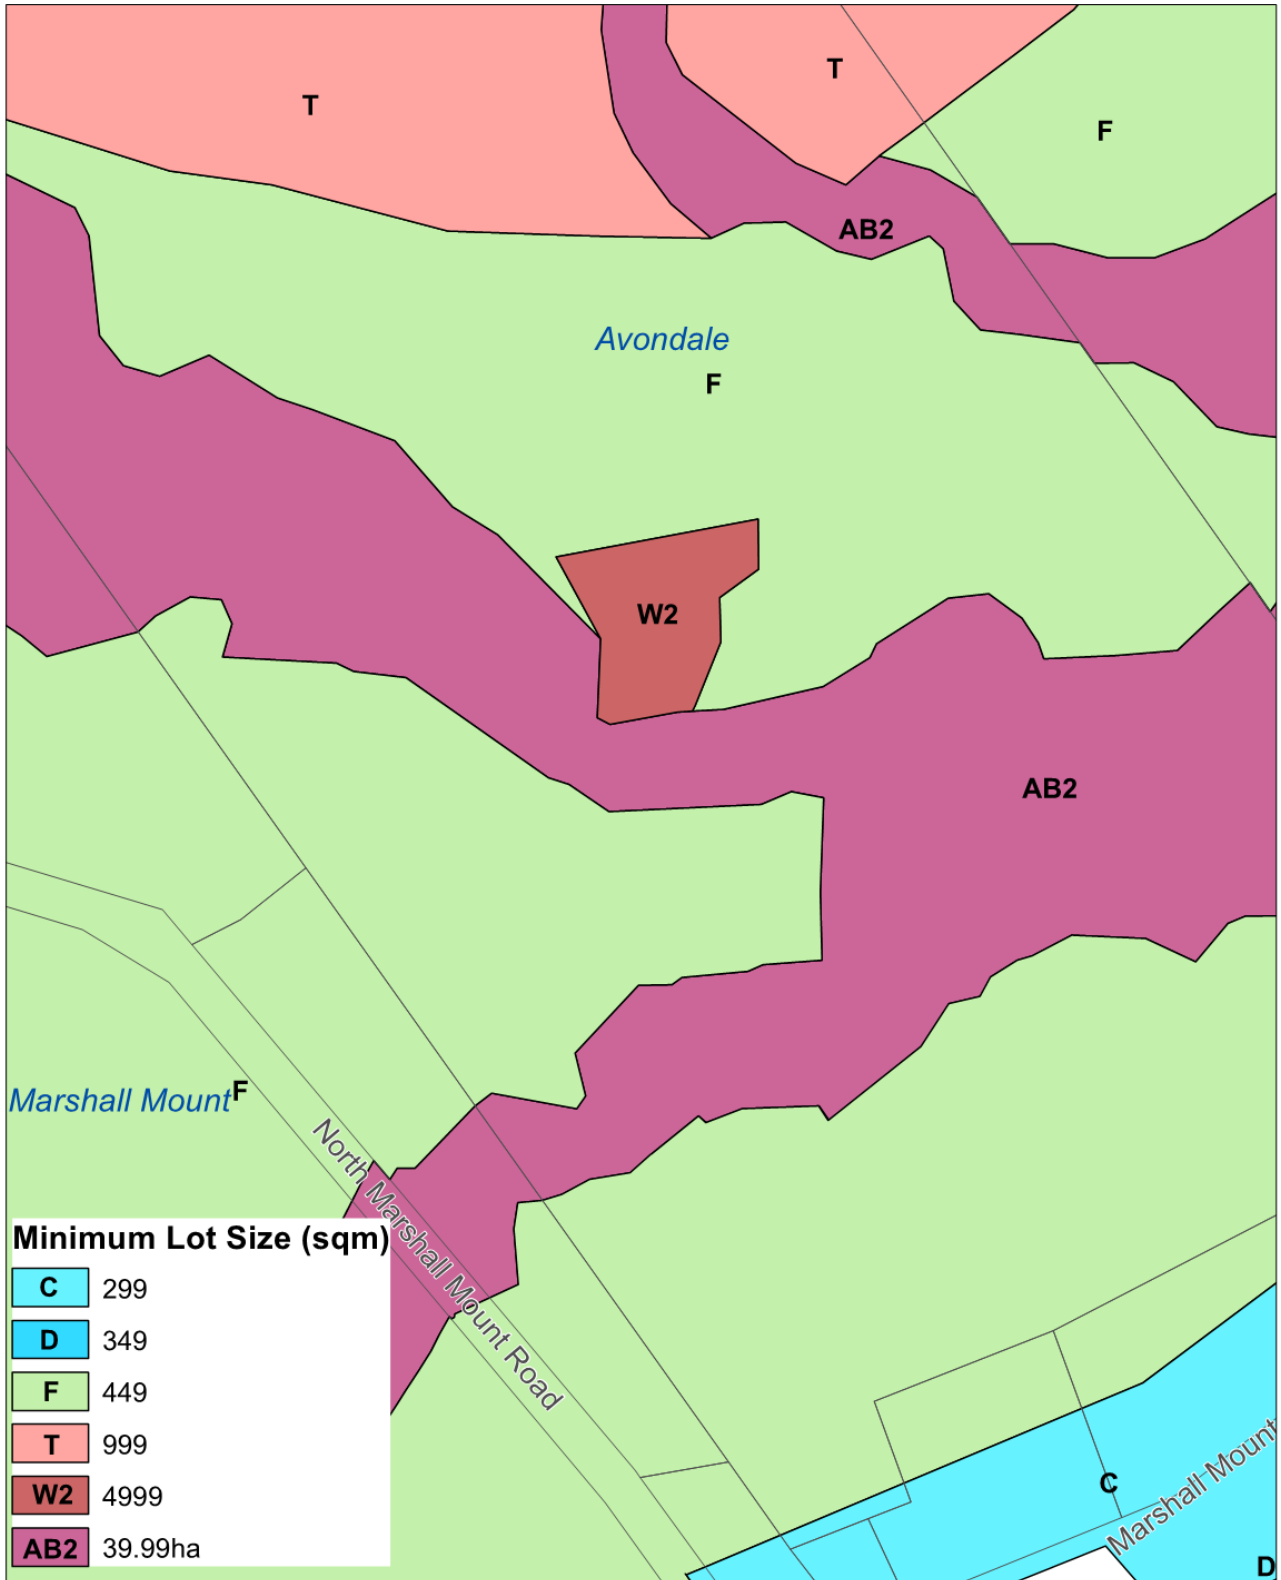 T
T
F
AB2
Avondale
F
W2
AB2
Marshall Mount
F
North Marshall Mount Road
Minimum Lot Size (sqm)
C 299
D 349
F 449
T 999
W2 4999
AB2 39.99ha
C
Marshall Mount
D